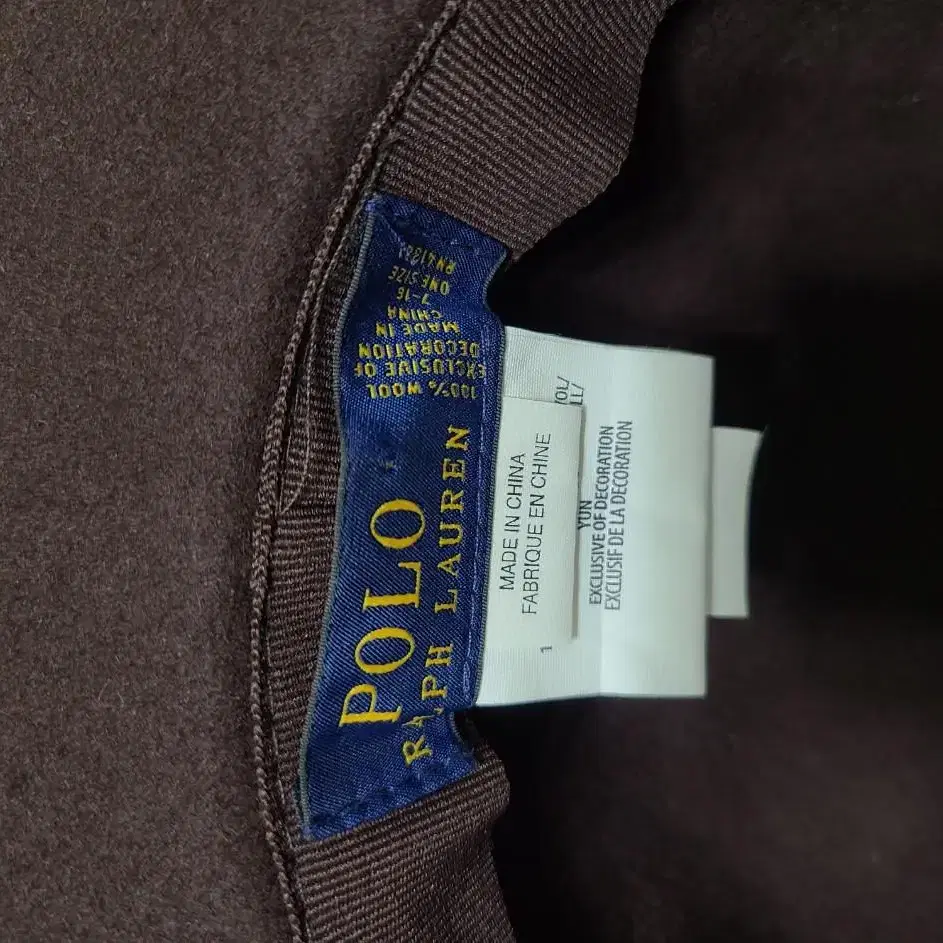 POLO
RALPH LAUREN
100% WOOL
EXCLUSIVE OF
DECORATION
MADE IN
CHINA
7-16
ONE SIZE
MADE IN CHINA
FABRIQUE EN CHINE
1
YUN
EXCLUSIVE OF DECORATION
EXCLUSIF DE LA DECORATION